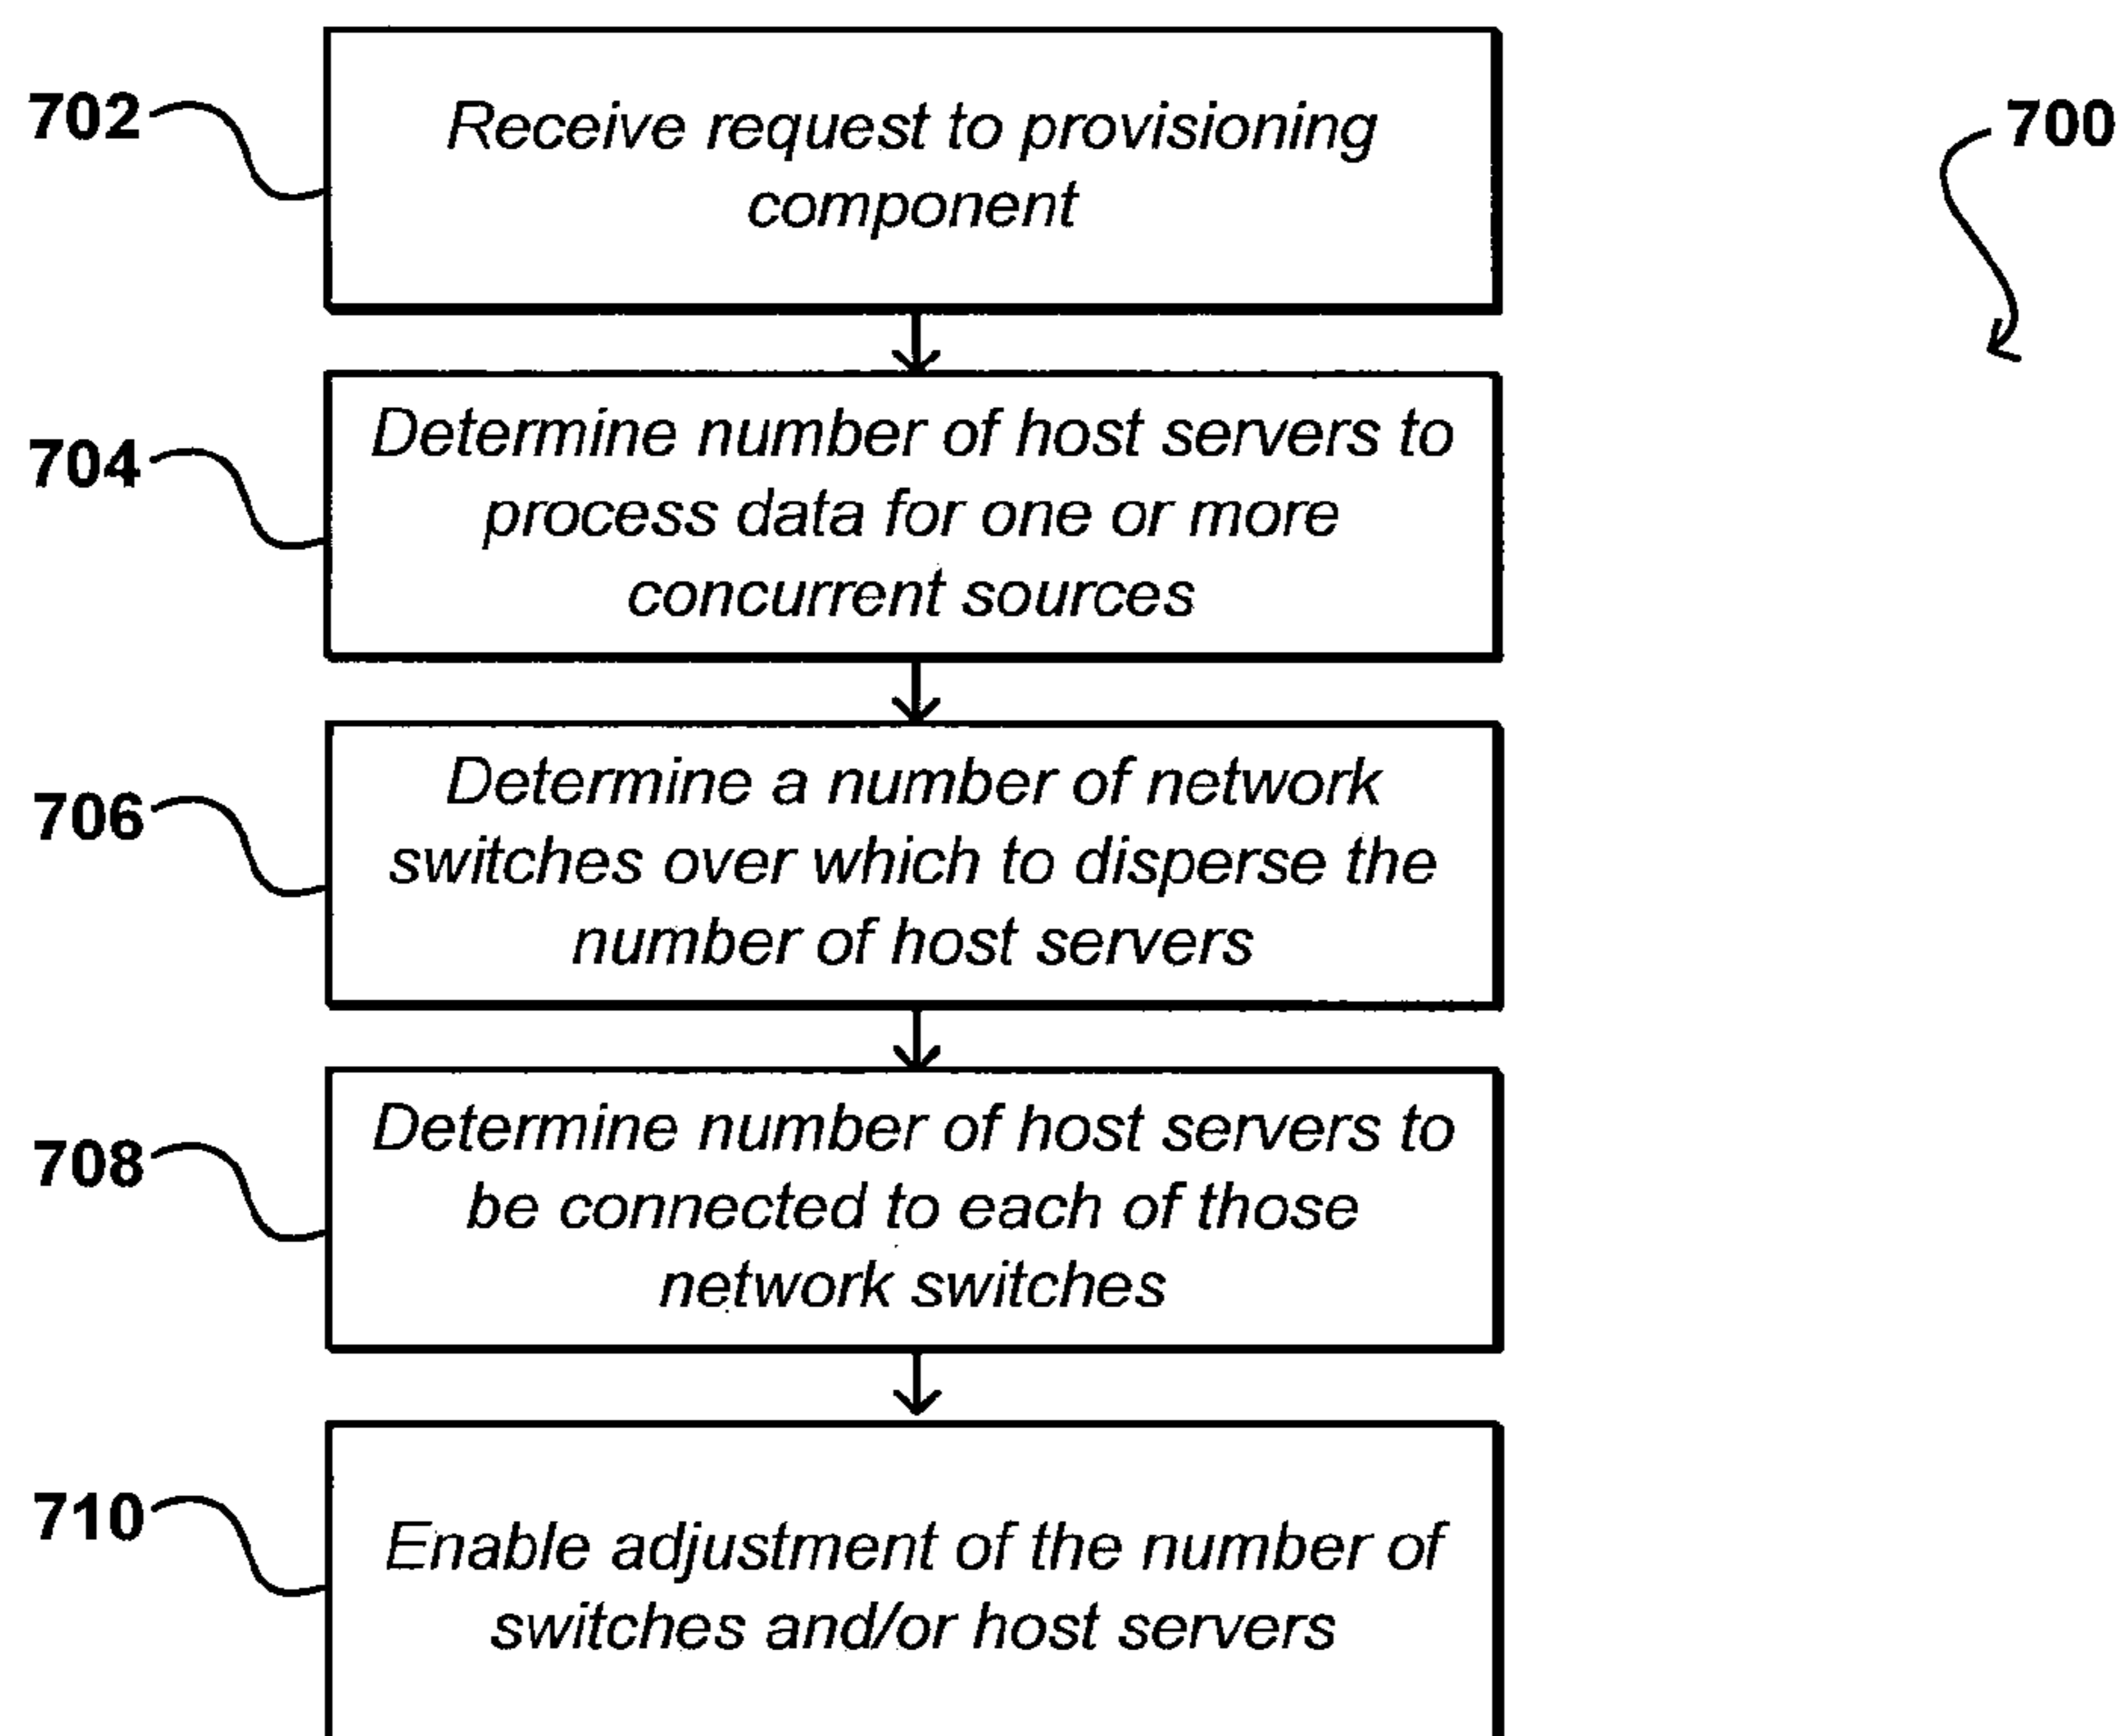 702
Receive request to provisioning
component
700
704
Determine number of host servers to
process data for one or more
concurrent sources
706
Determine a number of network
switches over which to disperse the
number of host servers
708
Determine number of host servers to
be connected to each of those
network switches
710
Enable adjustment of the number of
switches and/or host servers